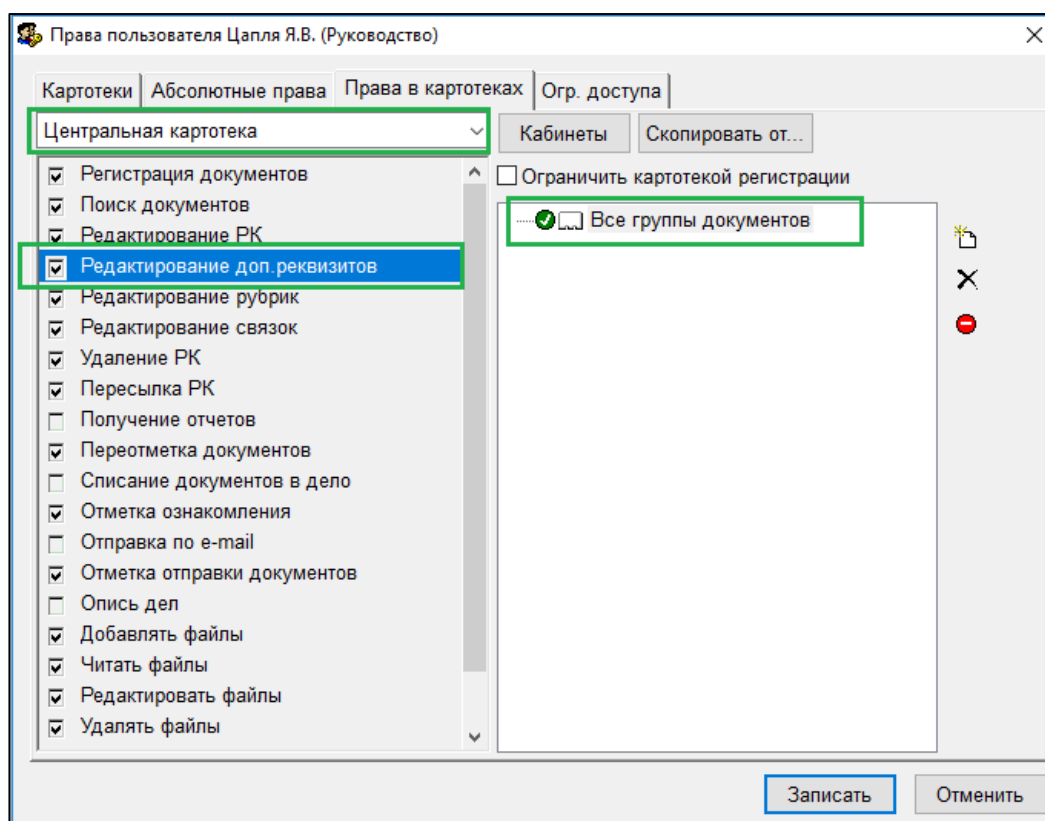 Права пользователя Цапля Я.В. (Руководство)
Картотеки Абсолютные права Права в картотеках Огр. доступа
Центральная картотека Кабинеты Скопировать от...
Ограничить картотекой регистрации
Все группы документов
Регистрация документов
Поиск документов
Редактирование РК
Редактирование доп.реквизитов
Редактирование рубрик
Редактирование связок
Удаление РК
Пересылка РК
Получение отчетов
Переотметка документов
Списание документов в дело
Отметка ознакомления
Отправка по e-mail
Отметка отправки документов
Опись дел
Добавлять файлы
Читать файлы
Редактировать файлы
Удалять файлы
Записать Отменить